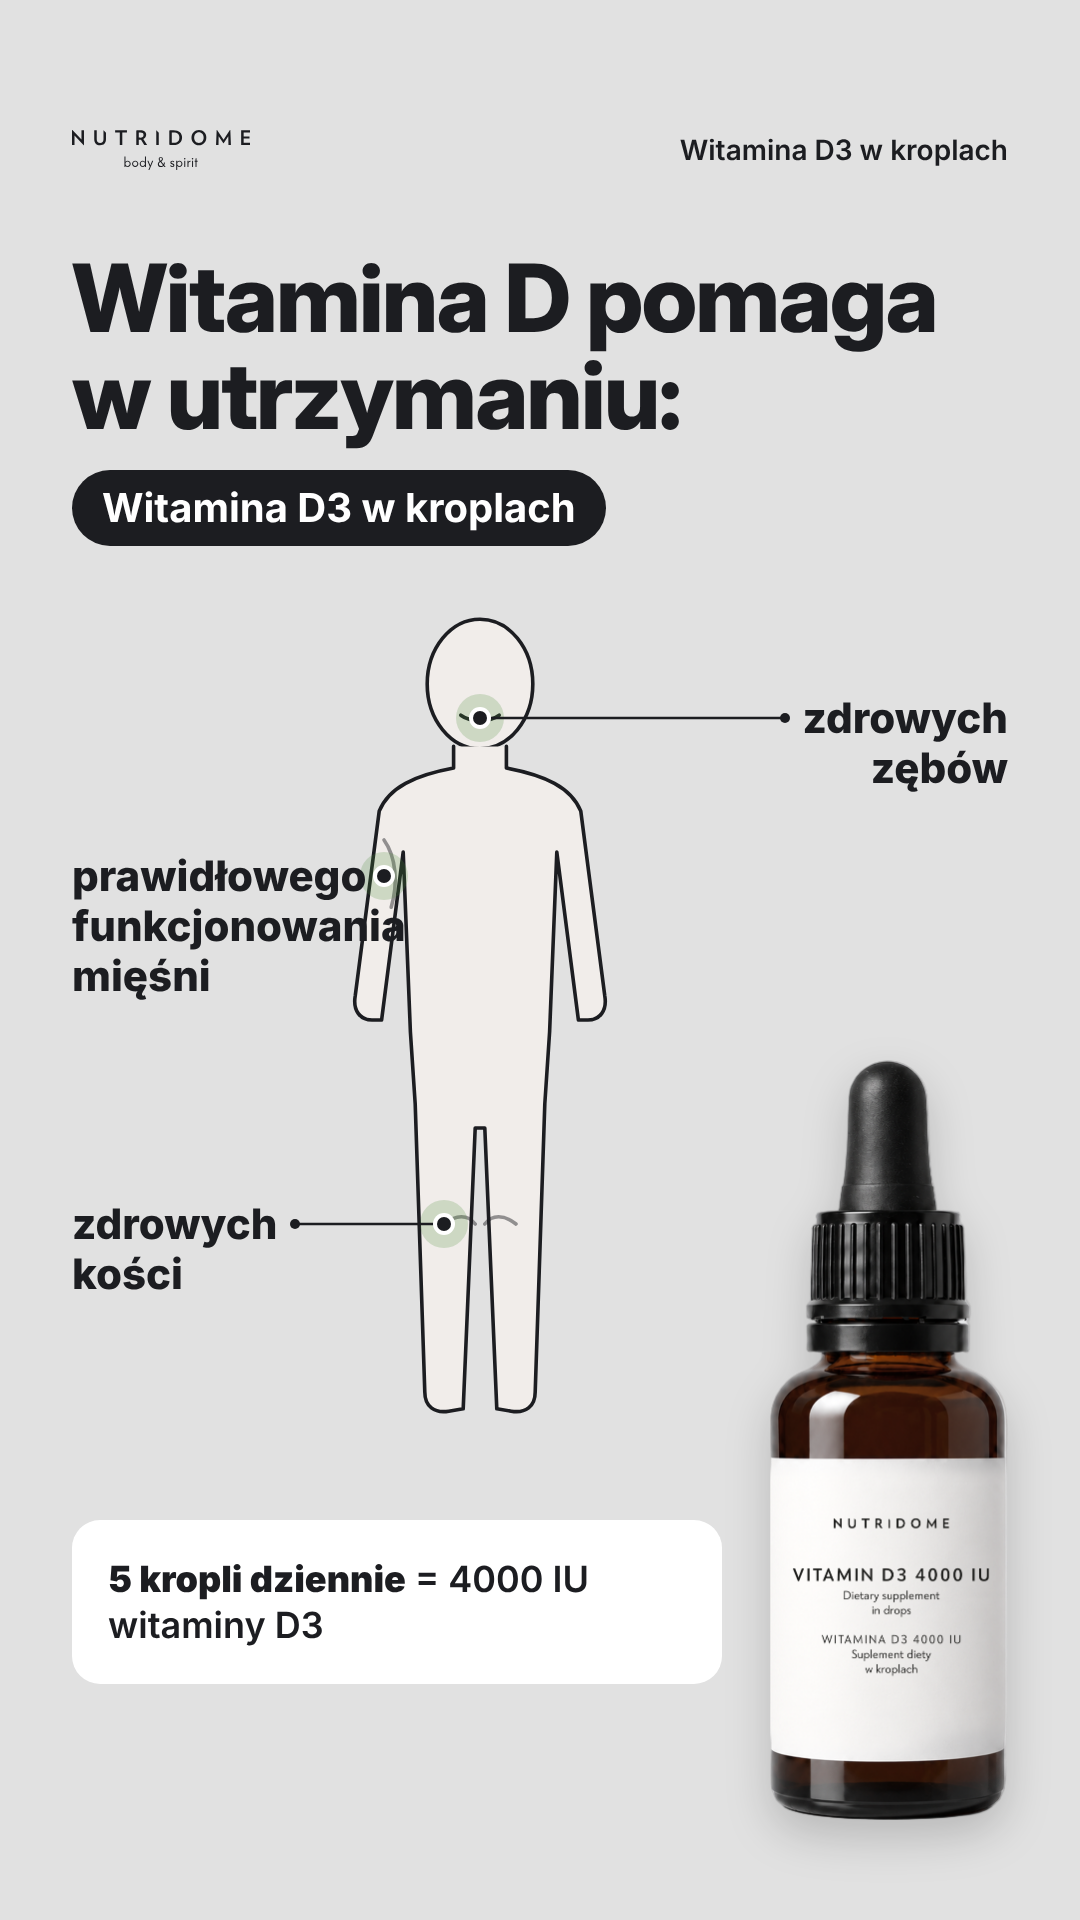 NUTRIDOME
body & spirit
Witamina D3 w kroplach
Witamina D pomaga
w utrzymaniu:
Witamina D3 w kroplach
zdrowych
zębów
prawidłowego
funkcjonowania
mięśni
zdrowych
kości
5 kropli dziennie = 4000 IU
witaminy D3
NUTRIDOME
VITAMIN D3 4000 IU
Dietary supplement
in drops
WITAMINA D3 4000 IU
Suplement diety
w kroplach